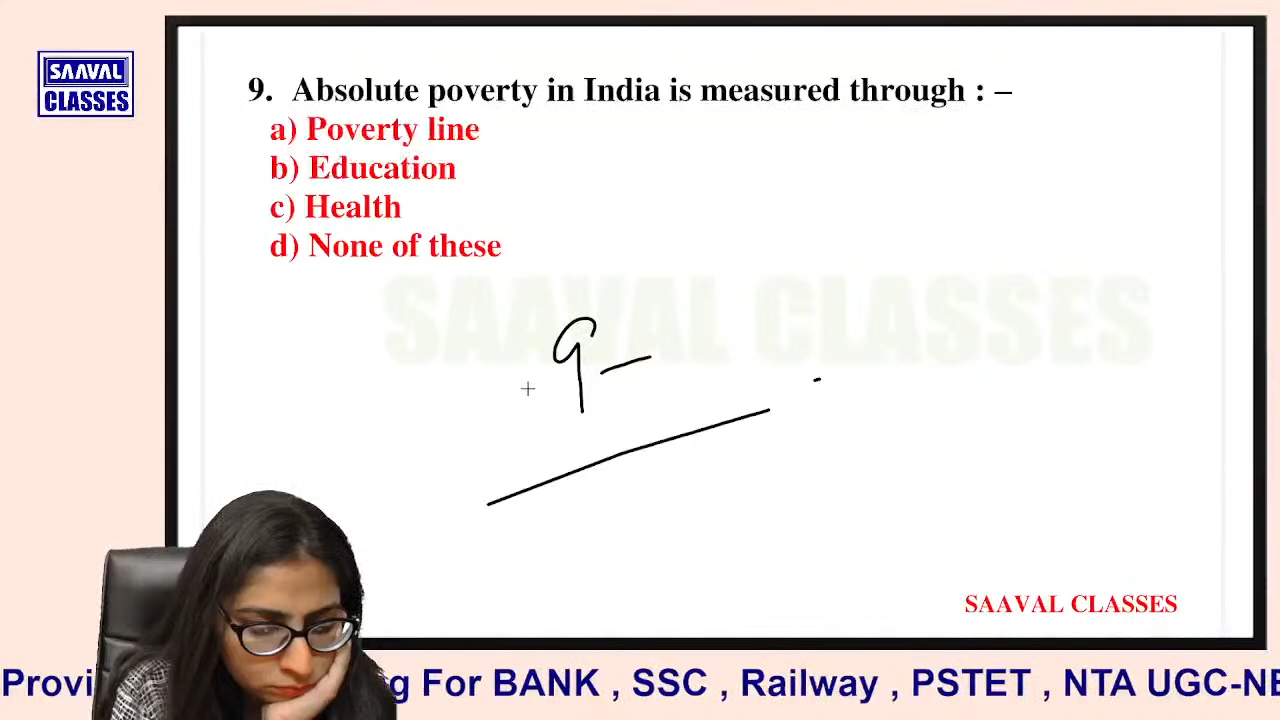 SAAVAL
CLASSES
9. Absolute poverty in India is measured through : –
a) Poverty line
b) Education
c) Health
d) None of these
SAAVAL CLASSES
9 –
SAAVAL CLASSES
Provi g For BANK , SSC , Railway , PSTET , NTA UGC-NE